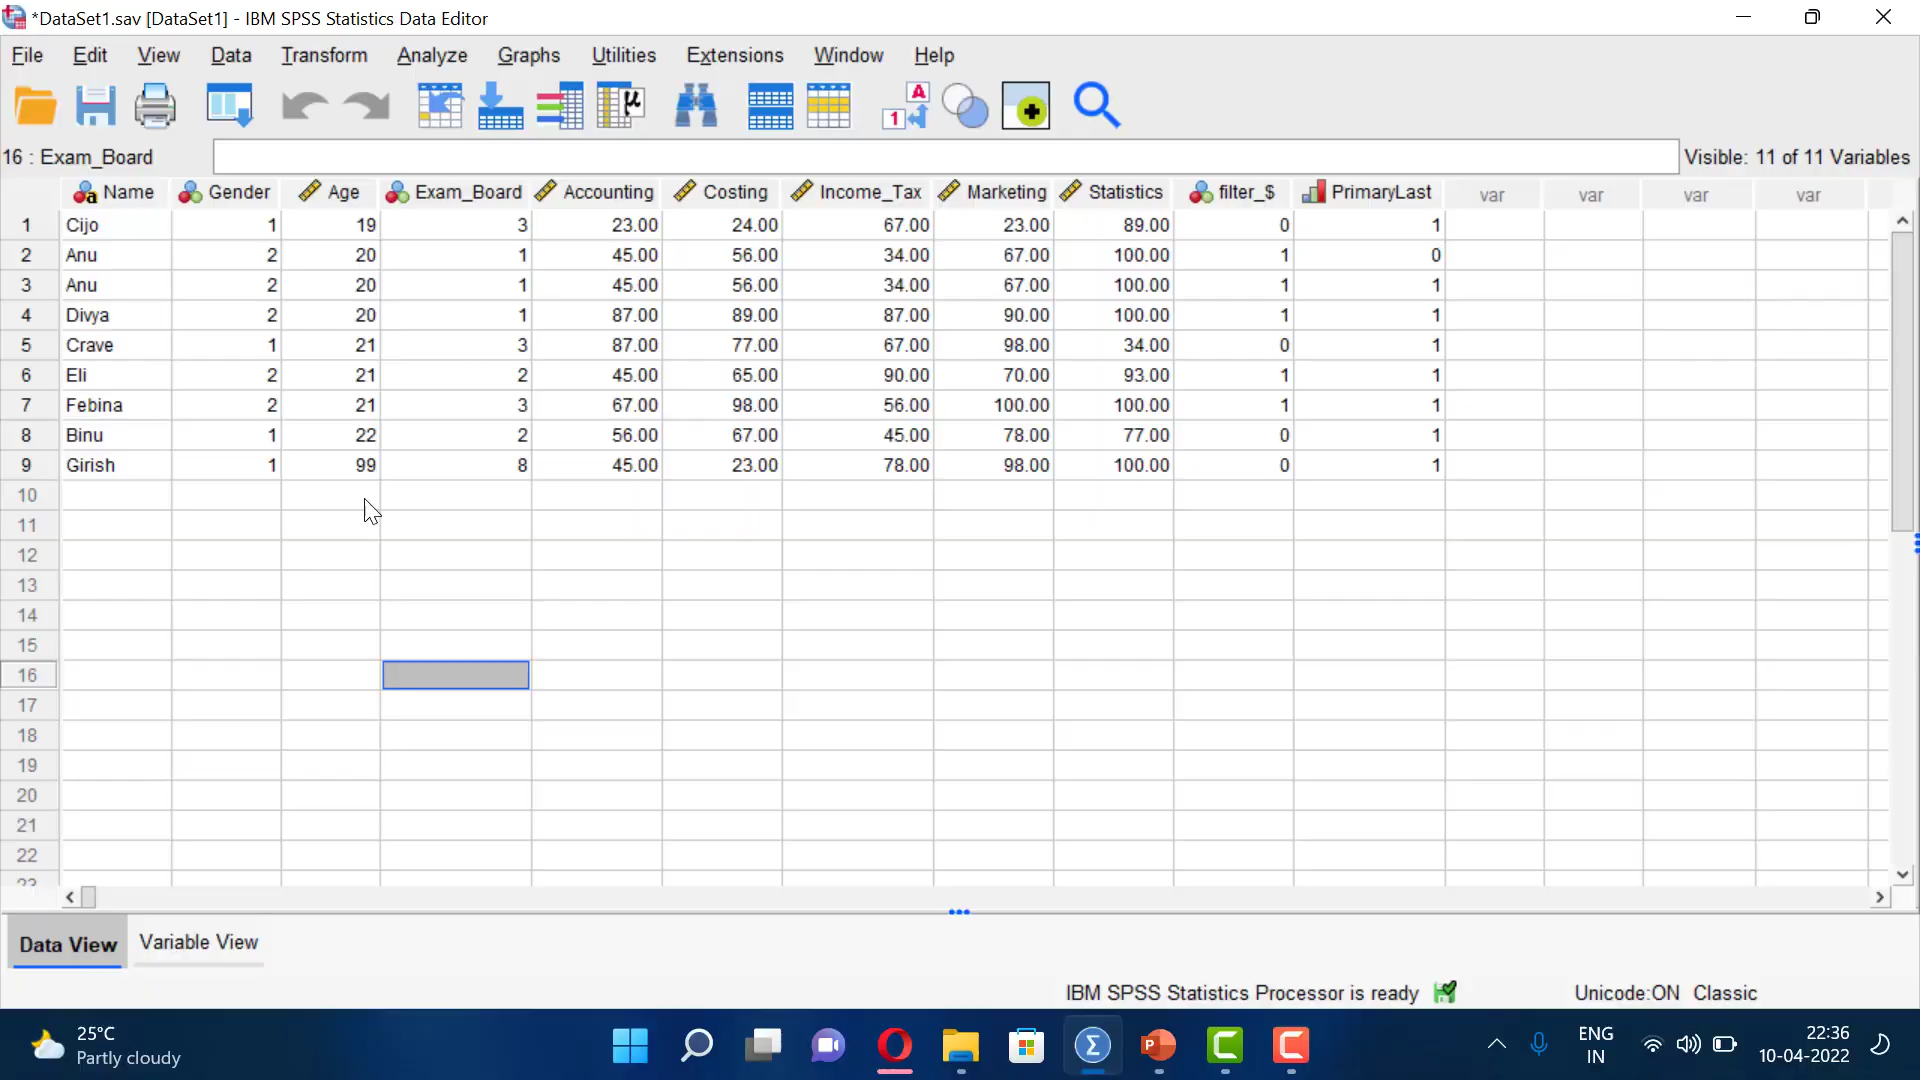 *DataSet1.sav [DataSet1] - IBM SPSS Statistics Data Editor
File Edit View Data Transform Analyze Graphs Utilities Extensions Window Help
16 : Exam_Board Visible: 11 of 11 Variables
Name Gender Age Exam_Board Accounting Costing Income_Tax Marketing Statistics filter_$ PrimaryLast var var var var
1 Cijo 1 19 3 23.00 24.00 67.00 23.00 89.00 0 1
2 Anu 2 20 1 45.00 56.00 34.00 67.00 100.00 1 0
3 Anu 2 20 1 45.00 56.00 34.00 67.00 100.00 1 1
4 Divya 2 20 1 87.00 89.00 87.00 90.00 100.00 1 1
5 Crave 1 21 3 87.00 77.00 67.00 98.00 34.00 0 1
6 Eli 2 21 2 45.00 65.00 90.00 70.00 93.00 1 1
7 Febina 2 21 3 67.00 98.00 56.00 100.00 100.00 1 1
8 Binu 1 22 2 56.00 67.00 45.00 78.00 77.00 0 1
9 Girish 1 99 8 45.00 23.00 78.00 98.00 100.00 0 1
10
11
12
13
14
15
16
17
18
19
20
21
22
23
Data View Variable View
IBM SPSS Statistics Processor is ready Unicode:ON Classic
25°C ENG 22:36
Partly cloudy IN 10-04-2022